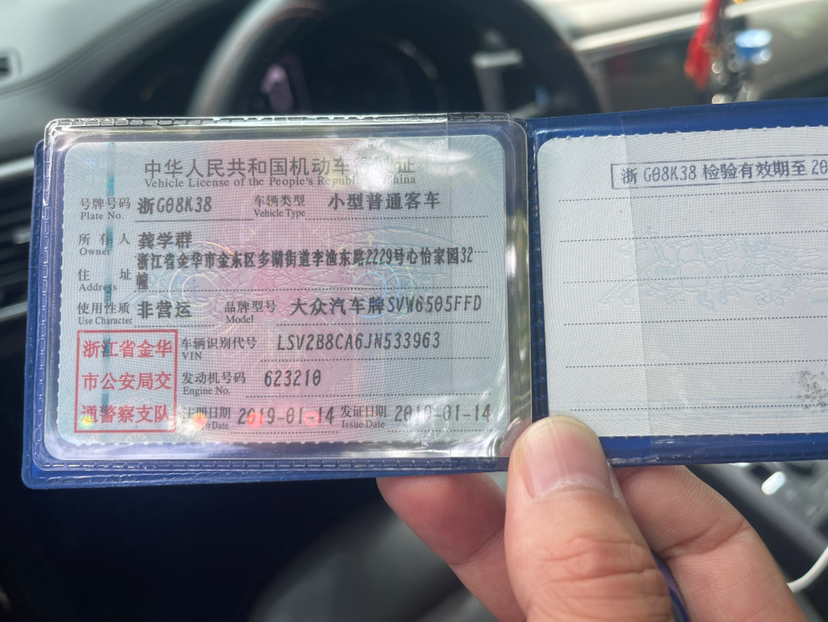 中华人民共和国机动车 证
Vehicle License of the People's Republic China
号牌号码 浙G08K38 车辆类型 小型普通客车
Plate No. Vehicle Type
所有人 龚学群
Owner
住址 浙江省金华市金东区多湖街道李渔东路2229号心怡家园32
幢
Address
使用性质 非营运 品牌型号 大众汽车牌SVW6505FFD
Use Character Model
浙江省金华
市公安局交
通警察支队
车辆识别代号 LSV2B8CA6JN533963
VIN
发动机号码 623210
Engine No.
注册日期 2019-01-14 发证日期 2019-01-14
Date Issue Date
浙G08K38 检验有效期至 20